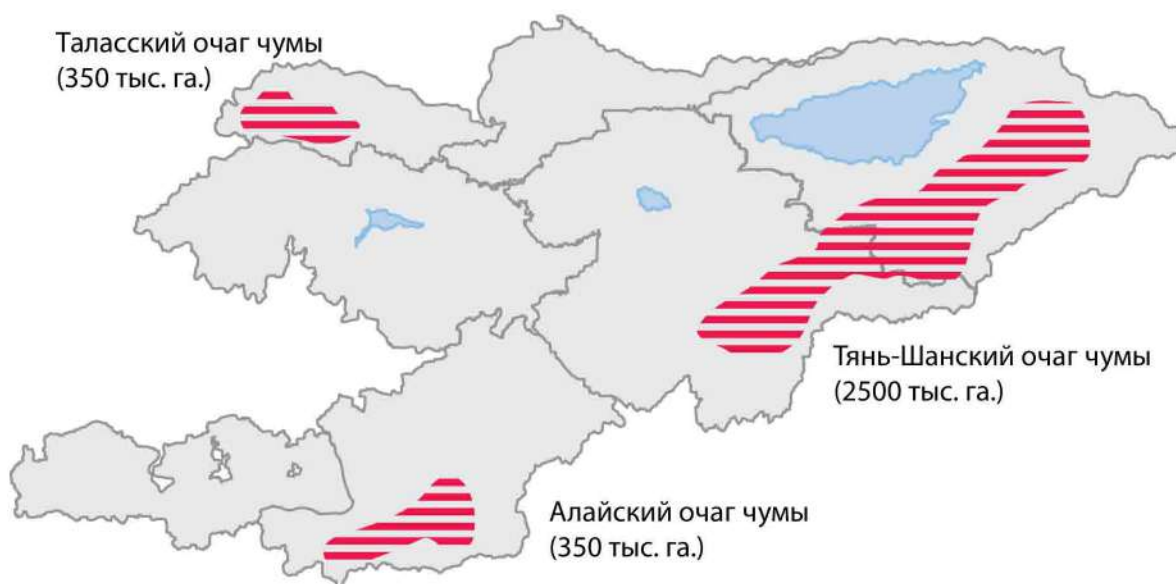 Таласский очаг чумы
(350 тыс. га.)
Тянь-Шанский очаг чумы
(2500 тыс. га.)
Алайский очаг чумы
(350 тыс. га.)